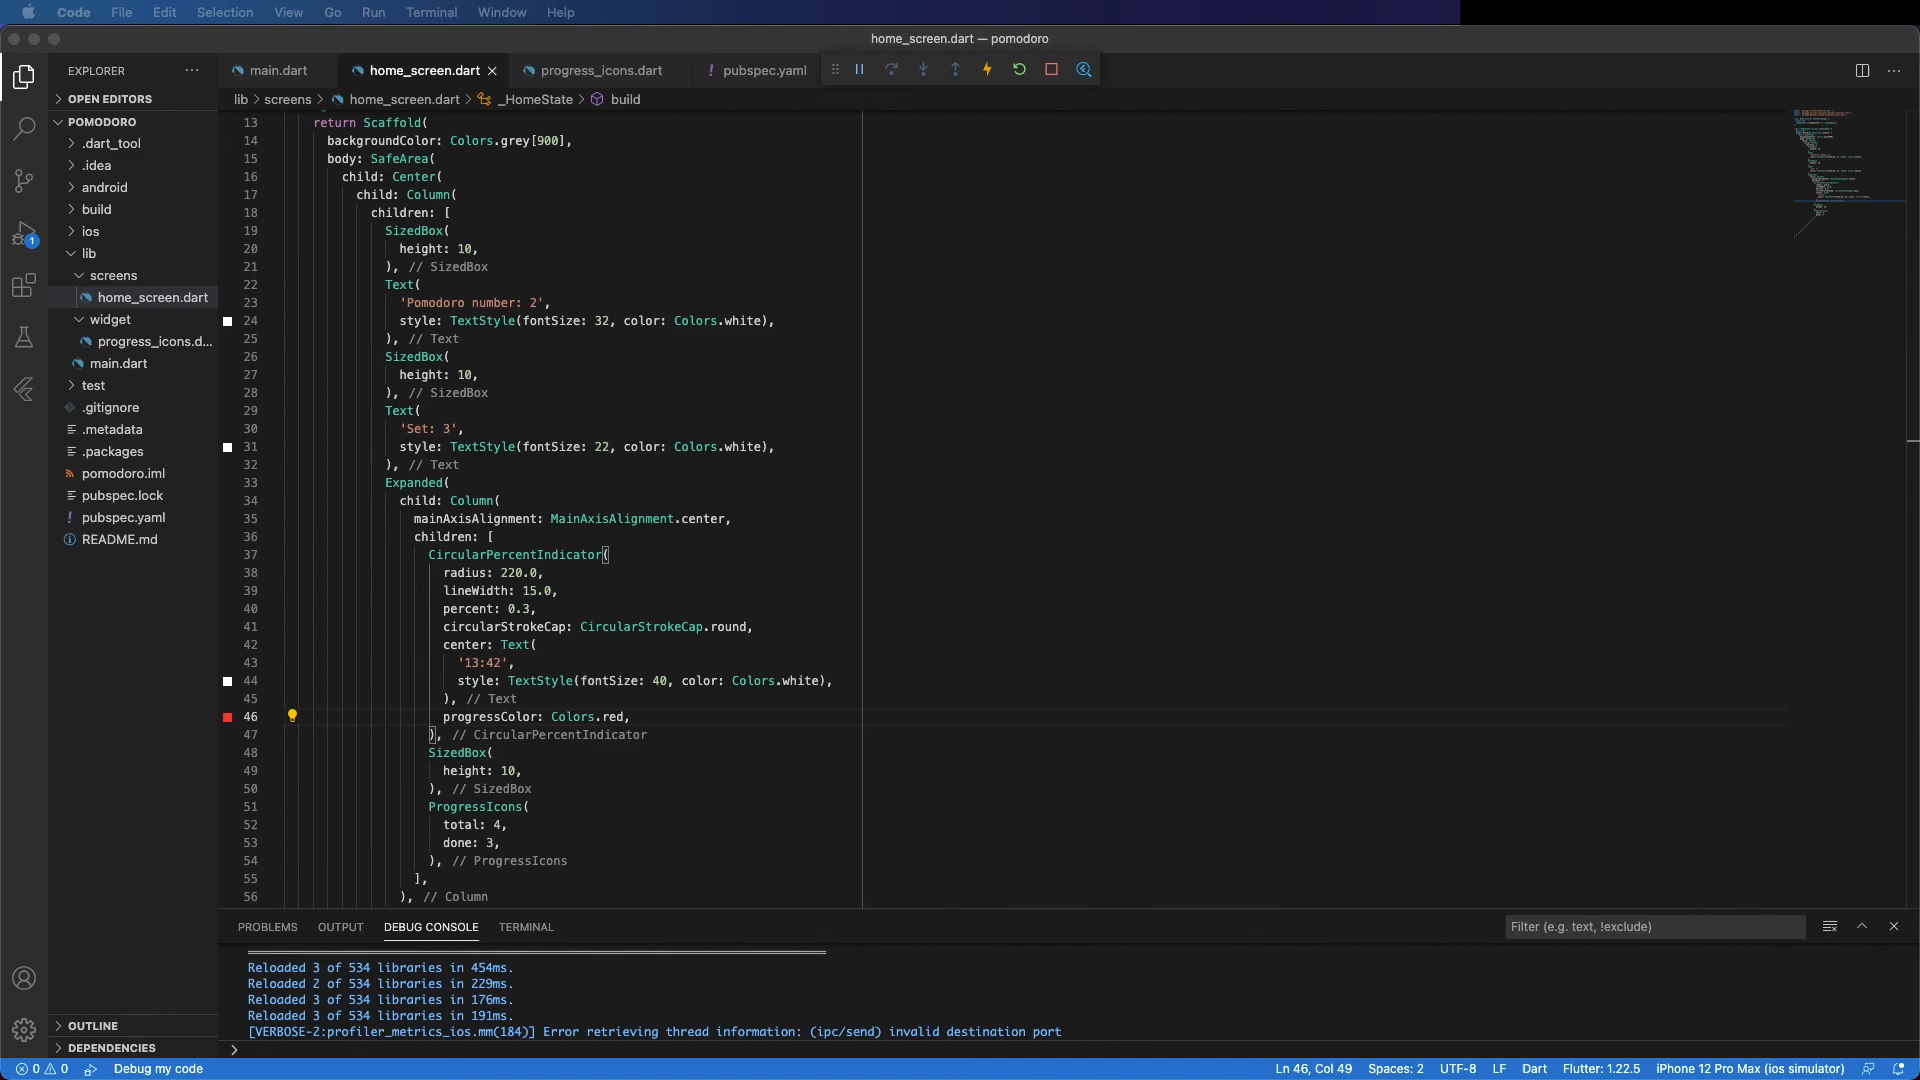 Code File Edit Selection View Go Run Terminal Window Help
home_screen.dart — pomodoro
EXPLORER
OPEN EDITORS
POMODORO
.dart_tool
.idea
android
build
ios
lib
screens
home_screen.dart
widget
progress_icons.d...
main.dart
test
.gitignore
.metadata
.packages
pomodoro.iml
pubspec.lock
pubspec.yaml
README.md
OUTLINE
DEPENDENCIES
1
main.dart home_screen.dart progress_icons.dart pubspec.yaml
lib > screens > home_screen.dart > _HomeState > build
13 return Scaffold(
14 backgroundColor: Colors.grey[900],
15 body: SafeArea(
16 child: Center(
17 child: Column(
18 children: [
19 SizedBox(
20 height: 10,
21 ), // SizedBox
22 Text(
23 'Pomodoro number: 2',
24 style: TextStyle(fontSize: 32, color: Colors.white),
25 ), // Text
26 SizedBox(
27 height: 10,
28 ), // SizedBox
29 Text(
30 'Set: 3',
31 style: TextStyle(fontSize: 22, color: Colors.white),
32 ), // Text
33 Expanded(
34 child: Column(
35 mainAxisAlignment: MainAxisAlignment.center,
36 children: [
37 CircularPercentIndicator(
38 radius: 220.0,
39 lineWidth: 15.0,
40 percent: 0.3,
41 circularStrokeCap: CircularStrokeCap.round,
42 center: Text(
43 '13:42',
44 style: TextStyle(fontSize: 40, color: Colors.white),
45 ), // Text
46 progressColor: Colors.red,
47 ), // CircularPercentIndicator
48 SizedBox(
49 height: 10,
50 ), // SizedBox
51 ProgressIcons(
52 total: 4,
53 done: 3,
54 ), // ProgressIcons
55 ],
56 ), // Column
PROBLEMS OUTPUT DEBUG CONSOLE TERMINAL
Filter (e.g. text, !exclude)
Reloaded 3 of 534 libraries in 454ms.
Reloaded 2 of 534 libraries in 229ms.
Reloaded 3 of 534 libraries in 176ms.
Reloaded 3 of 534 libraries in 191ms.
[VERBOSE-2:profiler_metrics_ios.mm(184)] Error retrieving thread information: (ipc/send) invalid destination port
0 0 Debug my code
Ln 46, Col 49 Spaces: 2 UTF-8 LF Dart Flutter: 1.22.5 iPhone 12 Pro Max (ios simulator)